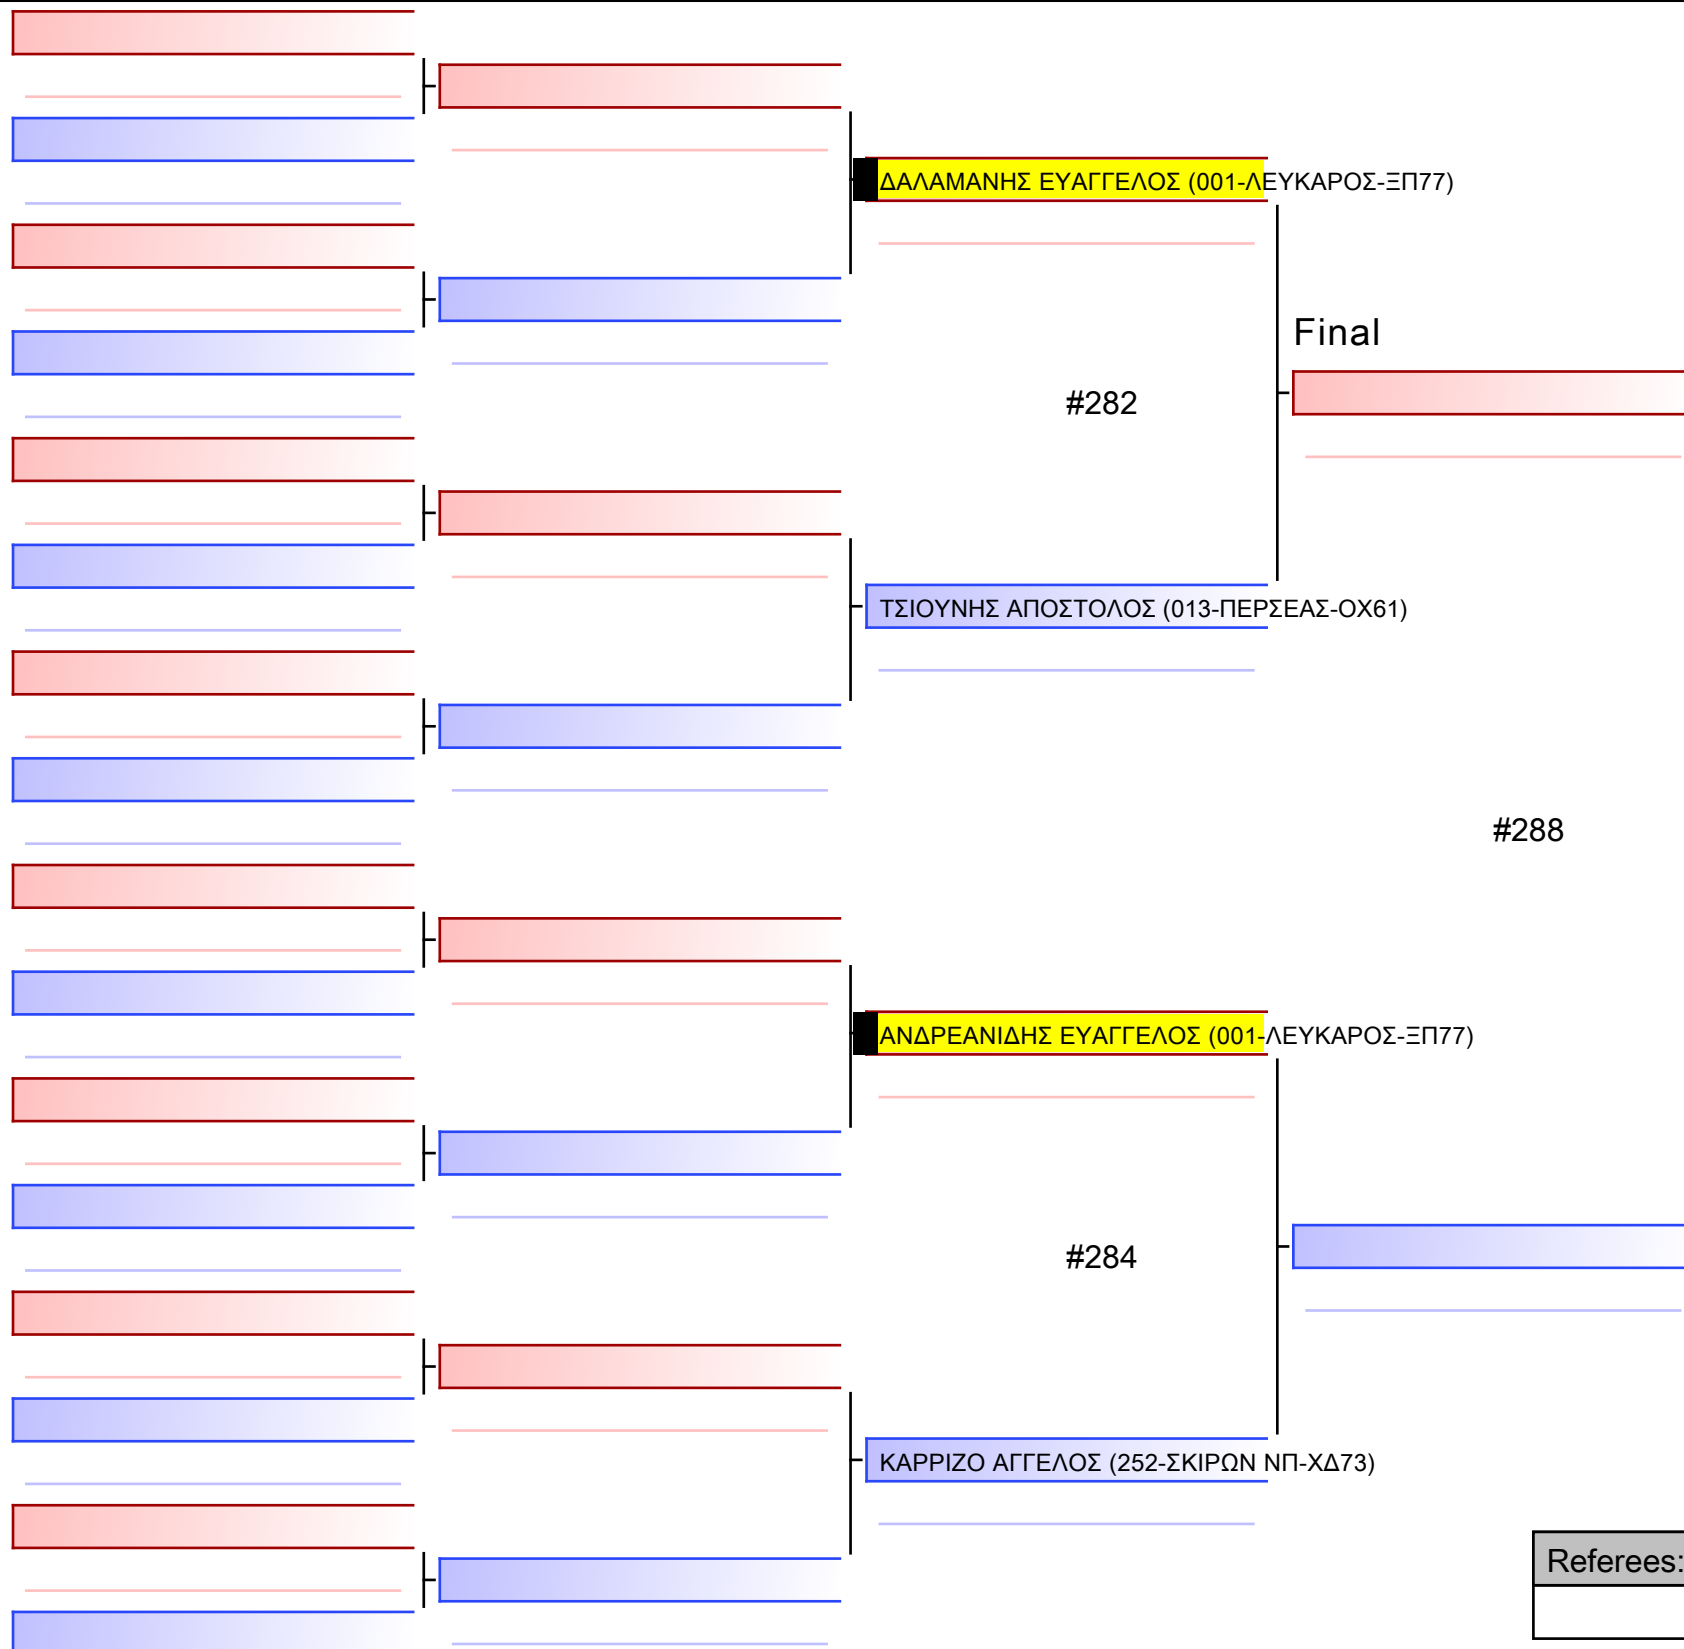 ΔΑΛΑΜΑΝΗΣ ΕΥΑΓΓΕΛΟΣ (001-ΛΕΥΚΑΡΟΣ-ΞΠ77)
Final
#282
ΤΣΙΟΥΝΗΣ ΑΠΟΣΤΟΛΟΣ (013-ΠΕΡΣΕΑΣ-ΟΧ61)
#288
ΑΝΔΡΕΑΝΙΔΗΣ ΕΥΑΓΓΕΛΟΣ (001-ΛΕΥΚΑΡΟΣ-ΞΠ77)
#284
ΚΑΡΡΙΖΟ ΑΓΓΕΛΟΣ (252-ΣΚΙΡΩΝ ΝΠ-ΧΔ73)
Referees: